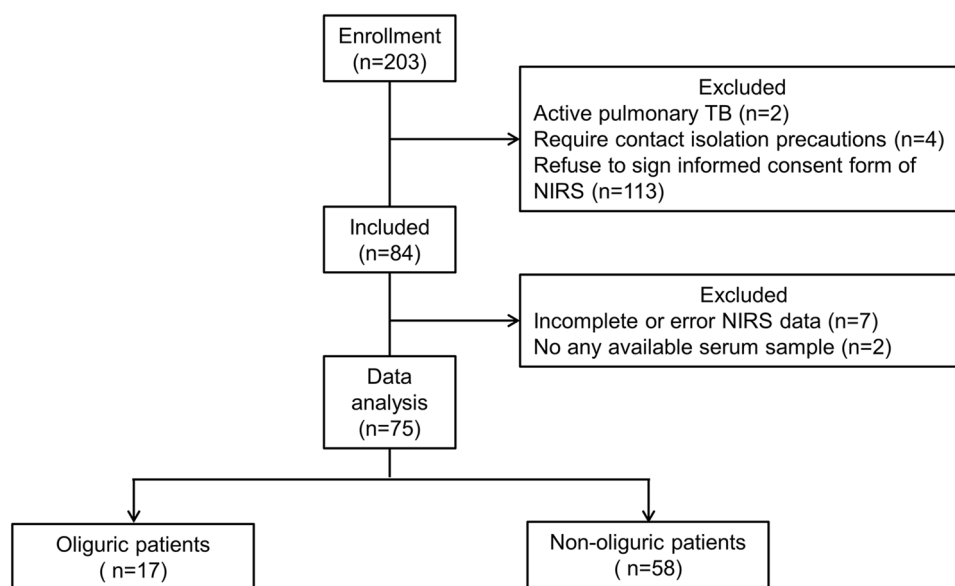 Enrollment
(n=203)
Excluded
Active pulmonary TB (n=2)
Require contact isolation precautions (n=4)
Refuse to sign informed consent form of
NIRS (n=113)
Included
(n=84)
Excluded
Incomplete or error NIRS data (n=7)
No any available serum sample (n=2)
Data
analysis
(n=75)
Oliguric patients
( n=17)
Non-oliguric patients
( n=58)